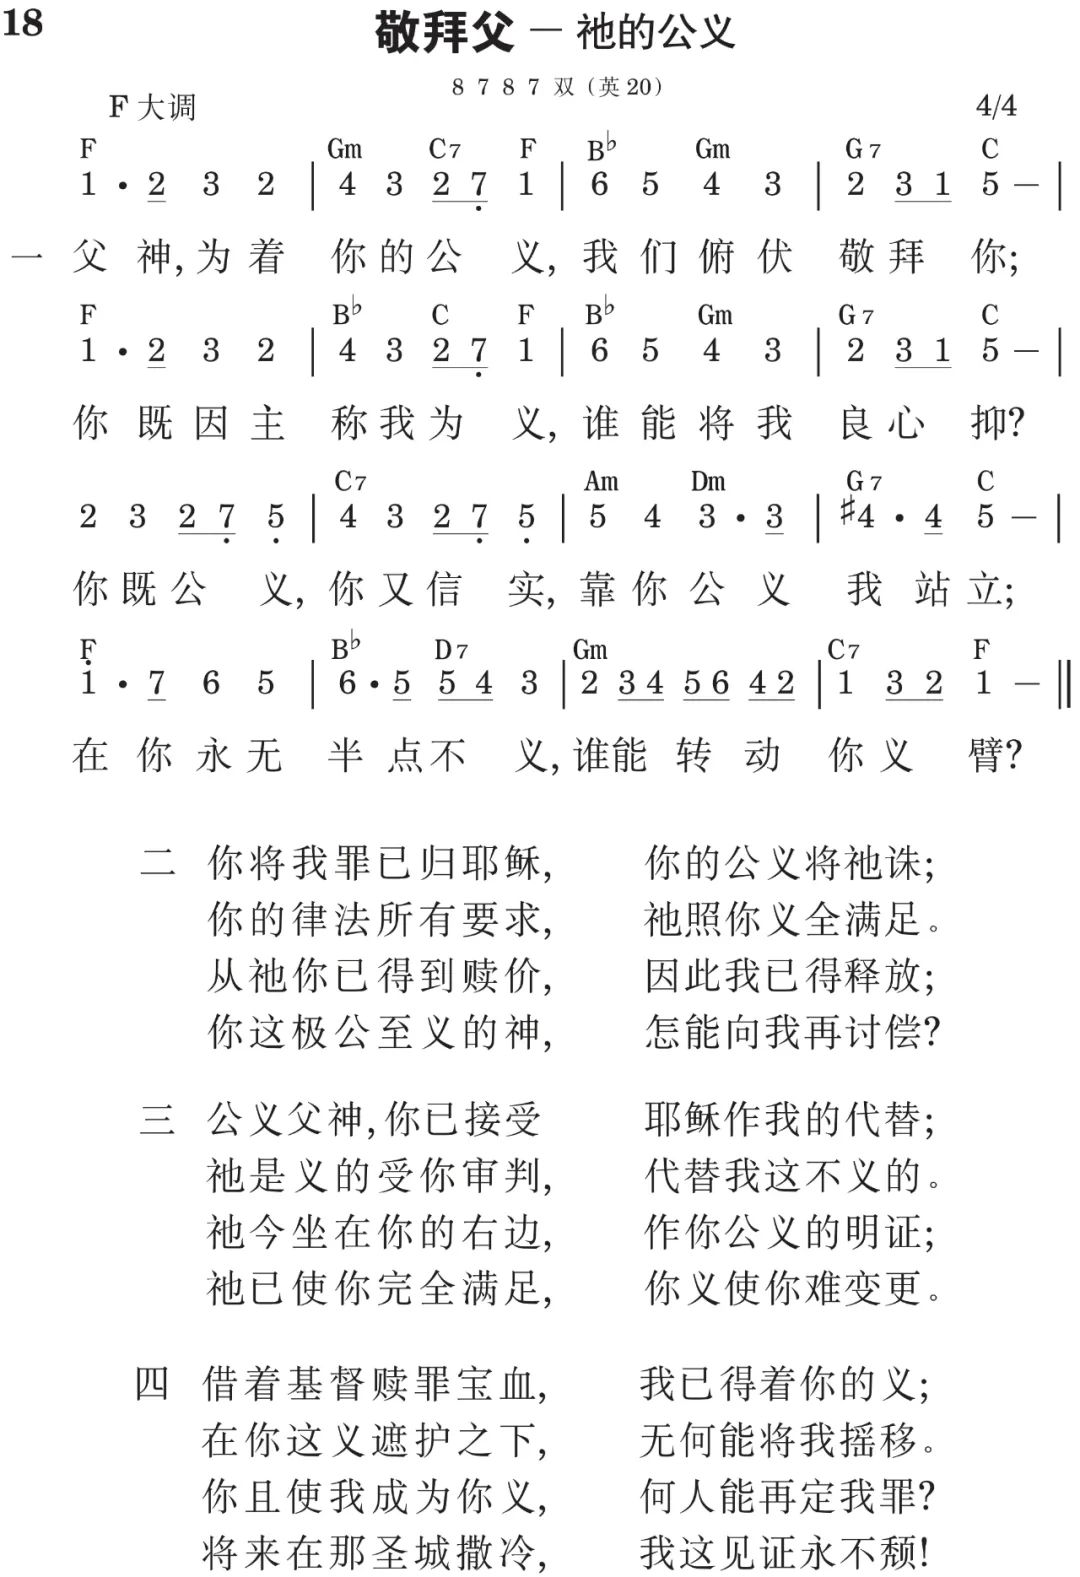 18
敬拜父－祂的公义
8 7 8 7 双（英20）
F大调 4/4
F Gm C7 F B♭ Gm G7 C
1 · 2 3 2 | 4 3 2 7̣ 1 | 6 5 4 3 | 2 3 1 5 — |
一 父神,为着你的公义,我们俯伏敬拜你;
F B♭ C F B♭ Gm G7 C
1 · 2 3 2 | 4 3 2 7̣ 1 | 6 5 4 3 | 2 3 1 5 — |
你既因主称我为义,谁能将我良心抑?
C7 Am Dm G7 C
2 3 2 7̣ 5̣ | 4 3 2 7̣ 5̣ | 5 4 3 · 3 | ♯4 · 4 5 — |
你既公义,你又信实,靠你公义我站立;
F B♭ D7 Gm C7 F
1̇ · 7 6 5 | 6 · 5 5 4 3 | 2 3 4 5 6 4 2 | 1 3 2 1 — ‖
在你永无半点不义,谁能转动你义臂?
二 你将我罪已归耶稣, 你的公义将祂诛;
你的律法所有要求, 祂照你义全满足。
从祂你已得到赎价, 因此我已得释放;
你这极公至义的神, 怎能向我再讨偿?
三 公义父神,你已接受 耶稣作我的代替;
祂是义的受你审判, 代替我这不义的。
祂今坐在你的右边, 作你公义的明证;
祂已使你完全满足, 你义使你难变更。
四 借着基督赎罪宝血, 我已得着你的义;
在你这义遮护之下, 无何能将我摇移。
你且使我成为你义, 何人能再定我罪?
将来在那圣城撒冷, 我这见证永不颓!